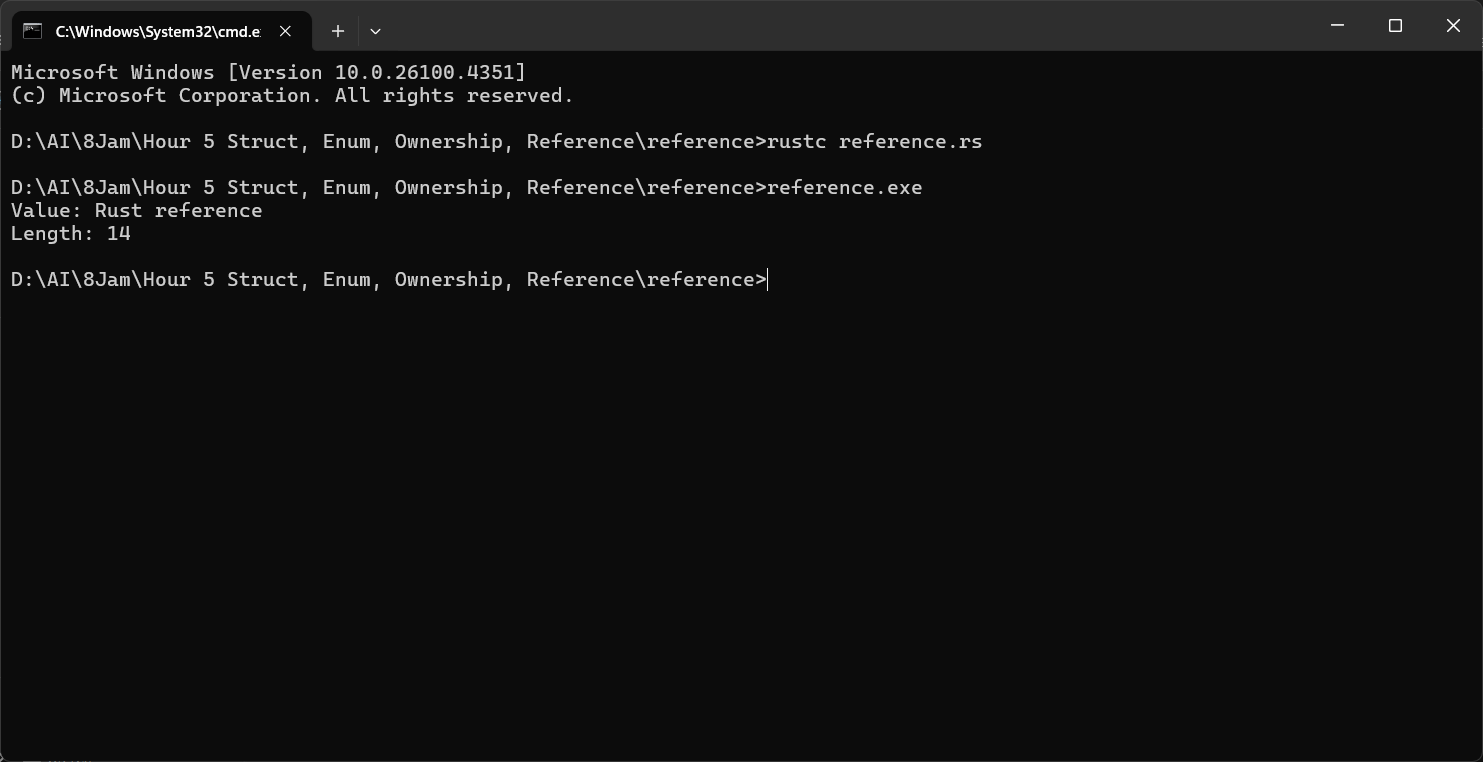 C:\Windows\System32\cmd.e
Microsoft Windows [Version 10.0.26100.4351]
(c) Microsoft Corporation. All rights reserved.
D:\AI\8Jam\Hour 5 Struct, Enum, Ownership, Reference\reference>rustc reference.rs
D:\AI\8Jam\Hour 5 Struct, Enum, Ownership, Reference\reference>reference.exe
Value: Rust reference
Length: 14
D:\AI\8Jam\Hour 5 Struct, Enum, Ownership, Reference\reference>